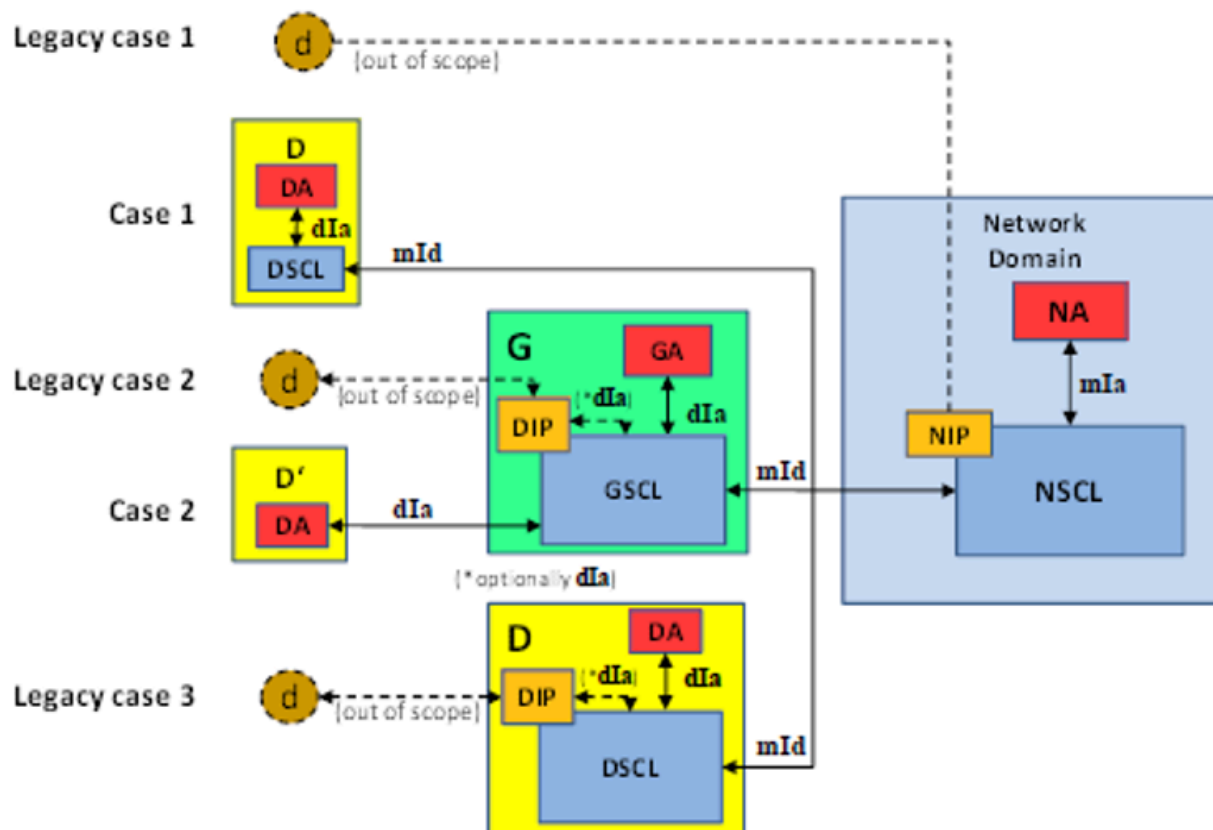 Legacy case 1
d
(out of scope)
D
DA
Case 1
dIa
DSCL
mId
Network
Domain
NA
mIa
NIP
NSCL
G
GA
Legacy case 2
d
(out of scope)
(*dIa)
dIa
DIP
GSCL
mId
D'
Case 2
DA
dIa
(*optionally dIa)
D
DA
Legacy case 3
d
(out of scope)
(*dIa)
dIa
DIP
DSCL
mId